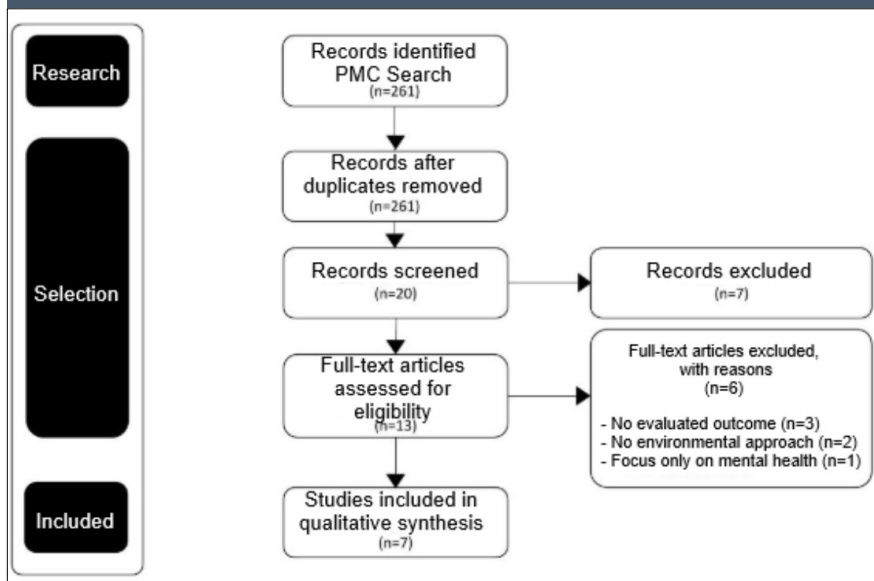 Research
Records identified
PMC Search
(n=261)
Records after
duplicates removed
(n=261)
Selection
Records screened
(n=20)
Records excluded
(n=7)
Full-text articles
assessed for
eligibility
(n=13)
Full-text articles excluded,
with reasons
(n=6)
- No evaluated outcome (n=3)
- No environmental approach (n=2)
- Focus only on mental health (n=1)
Included
Studies included in
qualitative synthesis
(n=7)